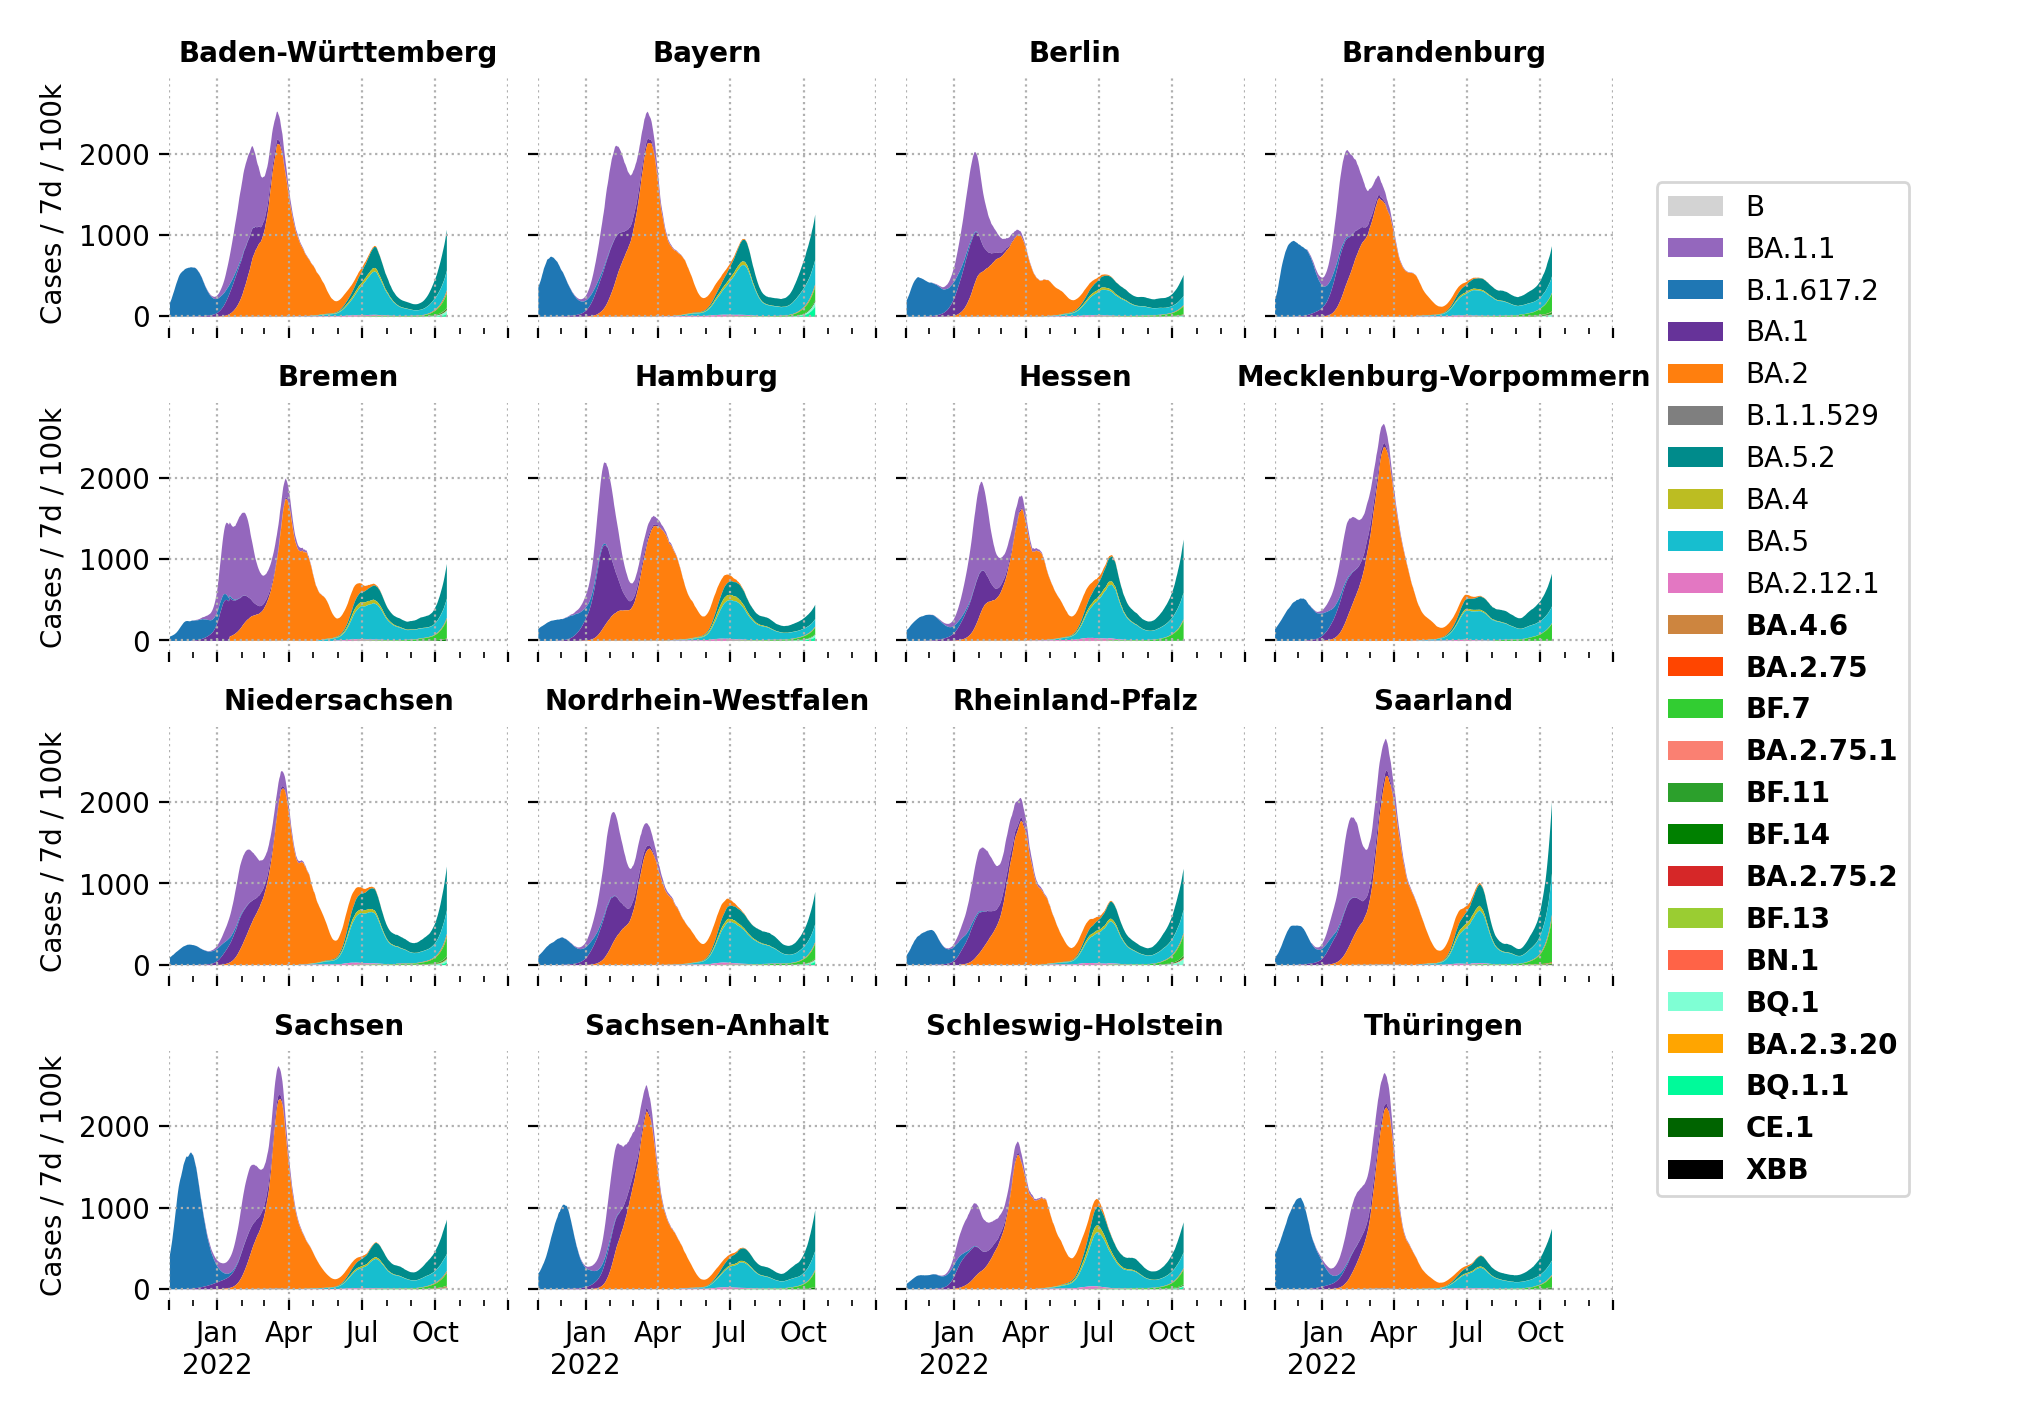 Baden-Württemberg
Bayern
Berlin
Brandenburg
Cases / 7d / 100k
2000
1000
0
Bremen
Hamburg
Hessen
Mecklenburg-Vorpommern
Cases / 7d / 100k
2000
1000
0
Niedersachsen
Nordrhein-Westfalen
Rheinland-Pfalz
Saarland
Cases / 7d / 100k
2000
1000
0
Sachsen
Sachsen-Anhalt
Schleswig-Holstein
Thüringen
Cases / 7d / 100k
2000
1000
0
Jan Apr Jul Oct
2022
Jan Apr Jul Oct
2022
Jan Apr Jul Oct
2022
Jan Apr Jul Oct
2022
B
BA.1.1
B.1.617.2
BA.1
BA.2
B.1.1.529
BA.5.2
BA.4
BA.5
BA.2.12.1
BA.4.6
BA.2.75
BF.7
BA.2.75.1
BF.11
BF.14
BA.2.75.2
BF.13
BN.1
BQ.1
BA.2.3.20
BQ.1.1
CE.1
XBB